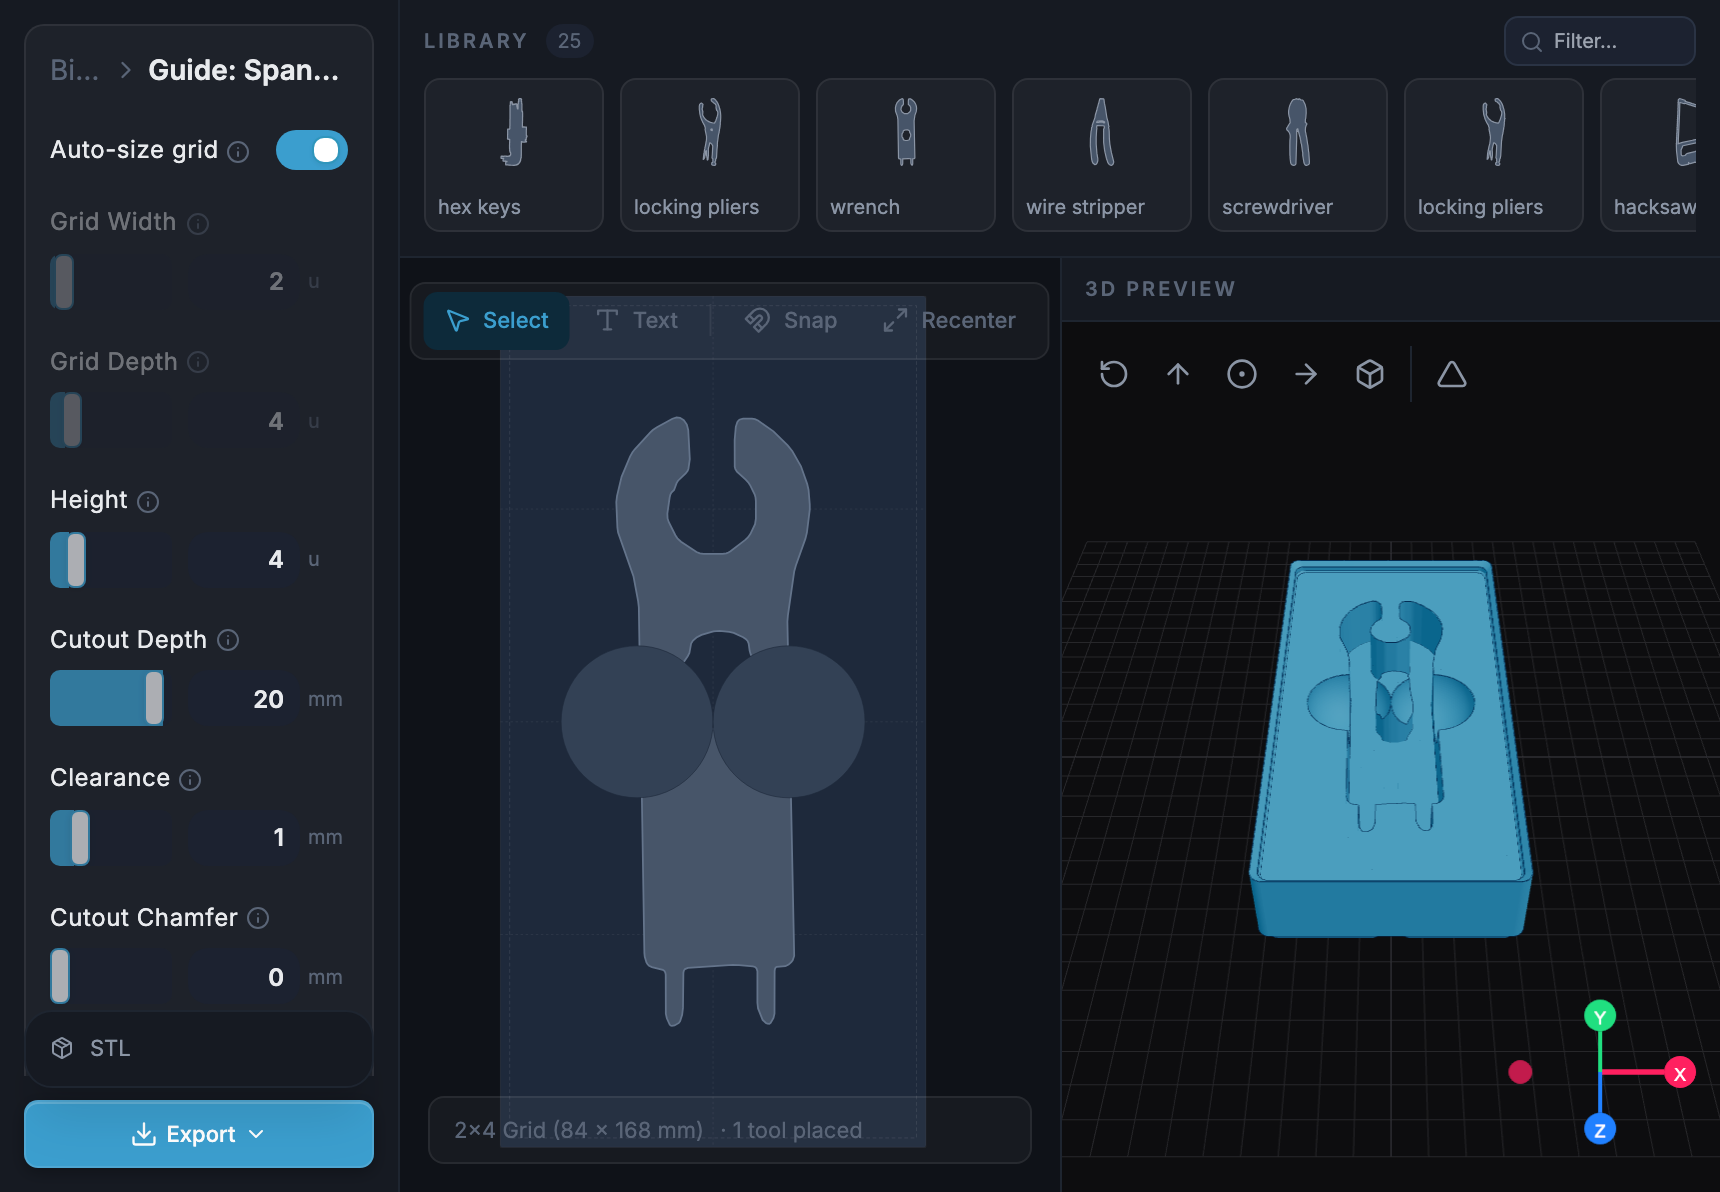 Bi... > Guide: Span...
Auto-size grid
Grid Width
2 u
Grid Depth
4 u
Height
4 u
Cutout Depth
20 mm
Clearance
1 mm
Cutout Chamfer
0 mm
STL
Export
LIBRARY 25
Filter...
hex keys
locking pliers
wrench
wire stripper
screwdriver
locking pliers
hacksaw
Select
Text
Snap
Recenter
2×4 Grid (84 × 168 mm) · 1 tool placed
3D PREVIEW
Y
X
Z